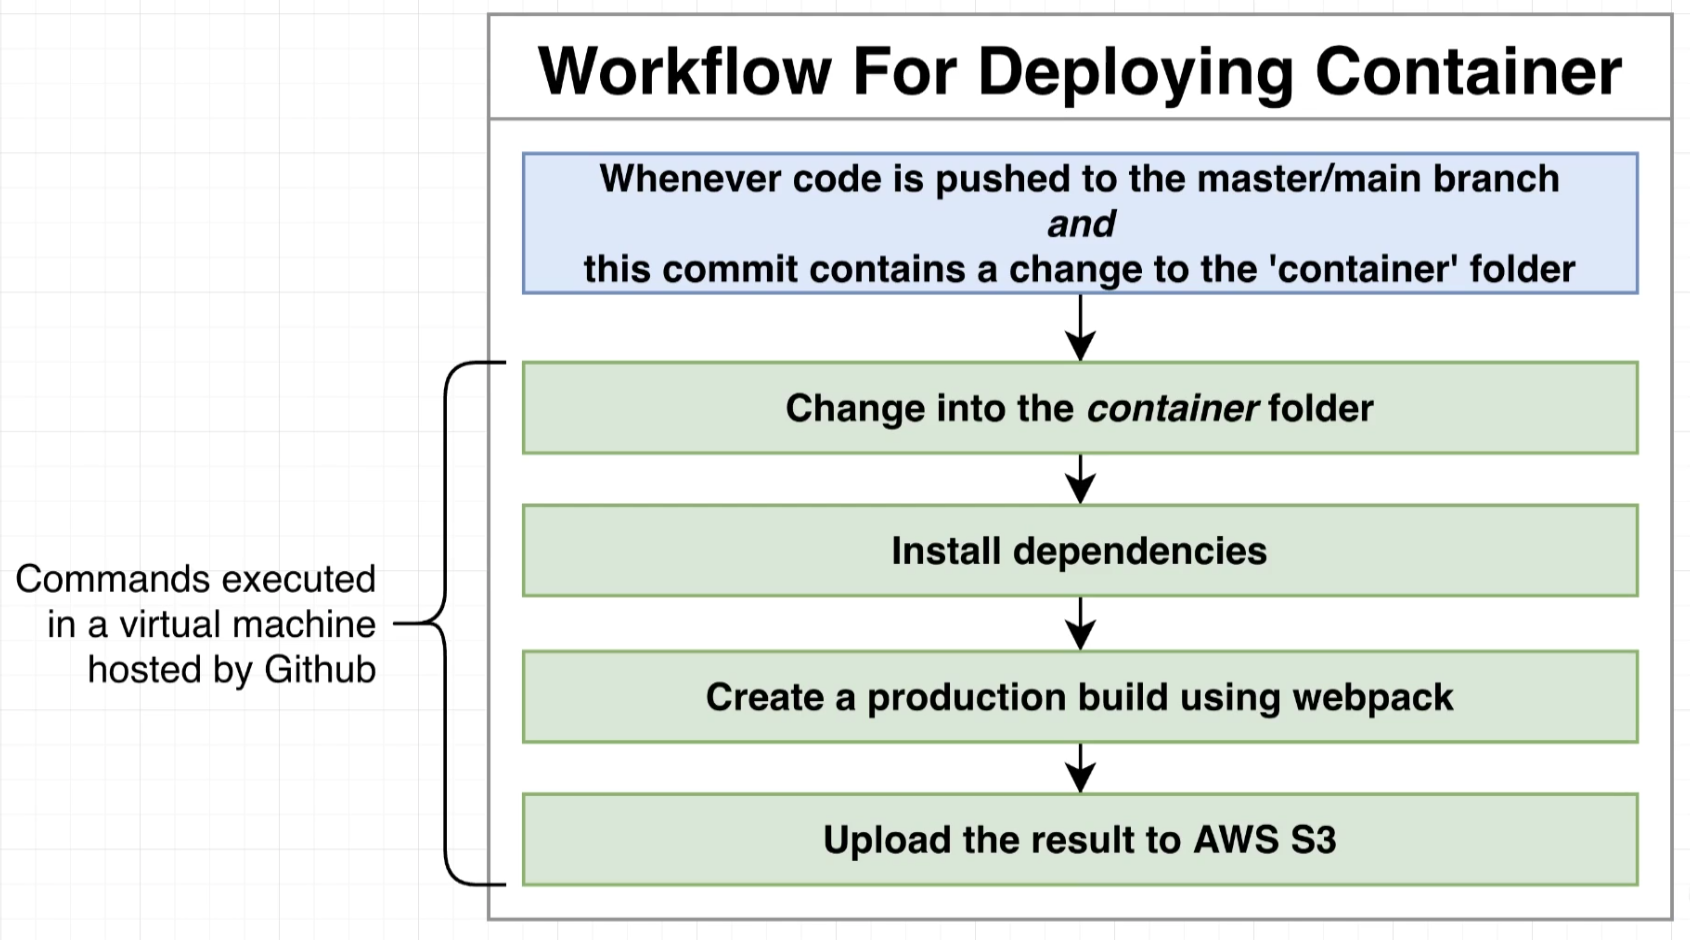 Workflow For Deploying Container
Whenever code is pushed to the master/main branch
and
this commit contains a change to the 'container' folder
Change into the container folder
Install dependencies
Create a production build using webpack
Upload the result to AWS S3
Commands executed
in a virtual machine
hosted by Github